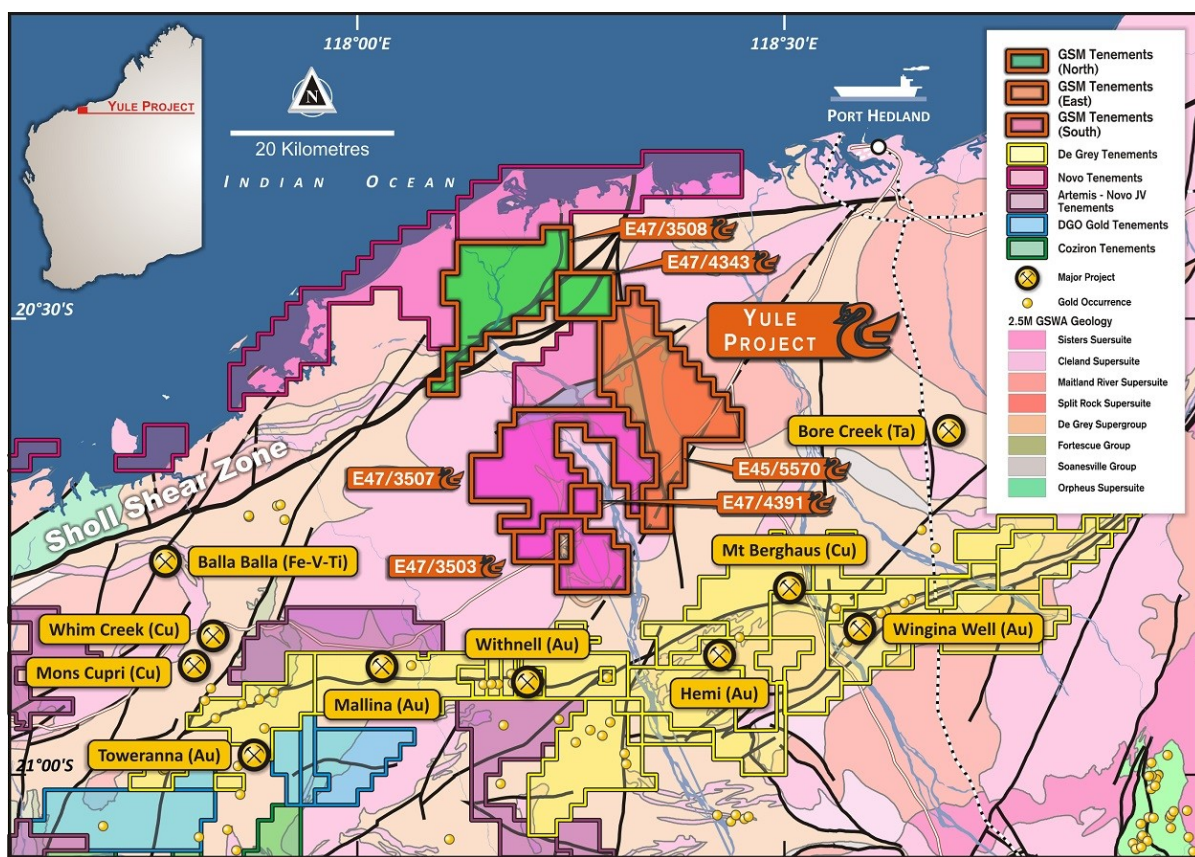 118°00'E
118°30'E
YULE PROJECT
N
20 Kilometres
INDIAN OCEAN
PORT HEDLAND
GSM Tenements
(North)
GSM Tenements
(East)
GSM Tenements
(South)
De Grey Tenements
Novo Tenements
Artemis - Novo JV
Tenements
DGO Gold Tenements
Coziron Tenements
Major Project
Gold Occurrence
2.5M GSWA Geology
Sisters Suersuite
Cleland Supersuite
Maitland River Supersuite
Split Rock Supersuite
De Grey Supergroup
Fortescue Group
Soanesville Group
Orpheus Supersuite
E47/3508
E47/4343
20°30'S
YULE
PROJECT
Bore Creek (Ta)
E45/5570
E47/3507
E47/4391
Sholl Shear Zone
E47/3503
Mt Berghaus (Cu)
Balla Balla (Fe-V-Ti)
Whim Creek (Cu)
Wingina Well (Au)
Withnell (Au)
Mons Cupri (Cu)
Mallina (Au)
Hemi (Au)
Toweranna (Au)
21°00'S